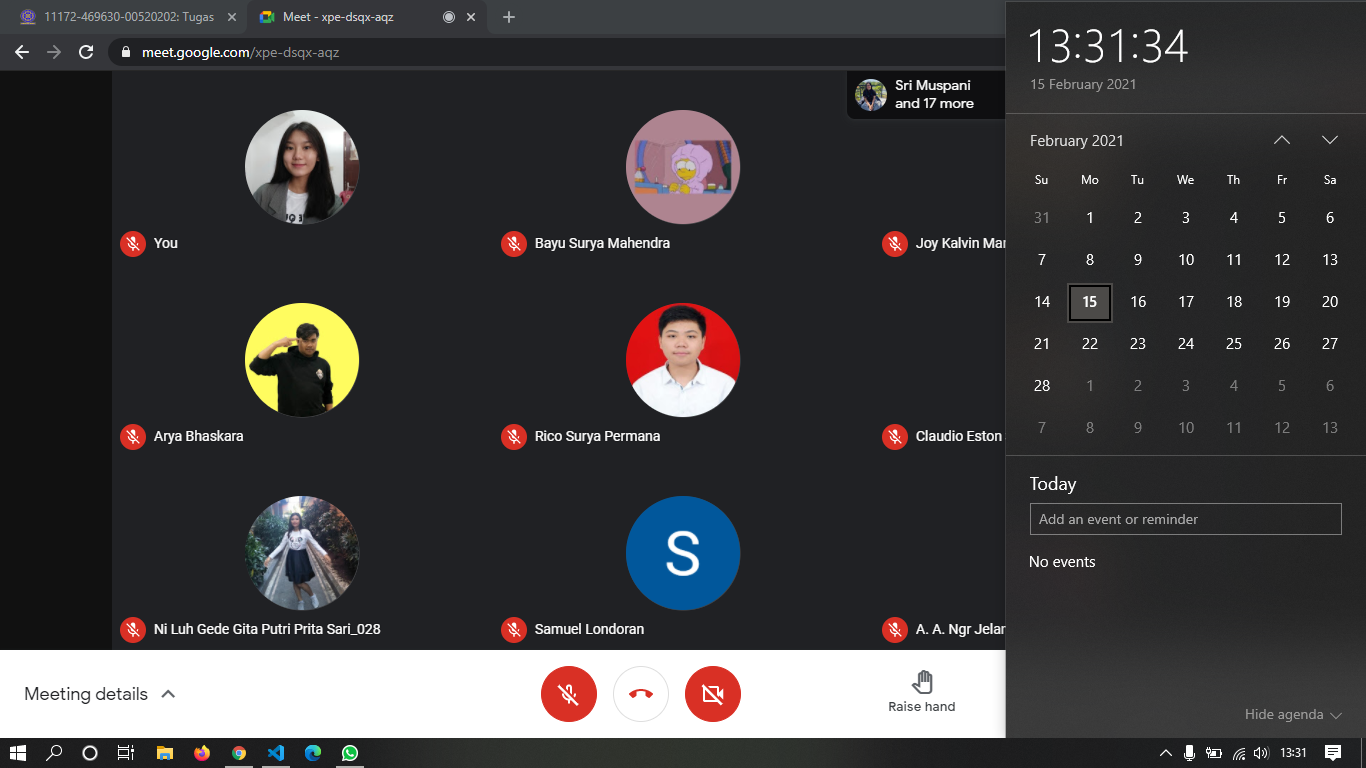 11172-469630-00520202: Tugas
Meet - xpe-dsqx-aqz
meet.google.com/xpe-dsqx-aqz
Sri Muspani
and 17 more
You
Bayu Surya Mahendra
Joy Kalvin Mar
Arya Bhaskara
Rico Surya Permana
Claudio Eston
S
Ni Luh Gede Gita Putri Prita Sari_028
Samuel Londoran
A. A. Ngr Jelar
Meeting details
Raise hand
13:31:34
15 February 2021
February 2021
Su Mo Tu We Th Fr Sa
31 1 2 3 4 5 6
7 8 9 10 11 12 13
14 15 16 17 18 19 20
21 22 23 24 25 26 27
28 1 2 3 4 5 6
7 8 9 10 11 12 13
Today
Add an event or reminder
No events
Hide agenda
13:31